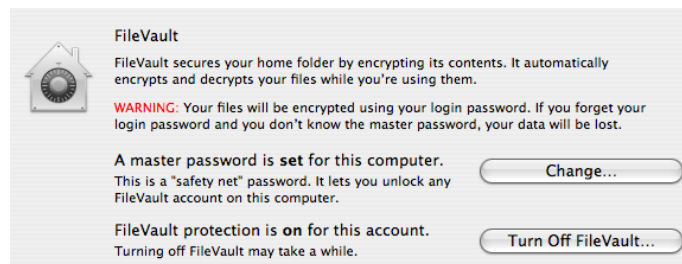 FileVault
FileVault secures your home folder by encrypting its contents. It automatically
encrypts and decrypts your files while you're using them.
WARNING: Your files will be encrypted using your login password. If you forget your
login password and you don't know the master password, your data will be lost.
A master password is set for this computer.
Change...
This is a "safety net" password. It lets you unlock any
FileVault account on this computer.
FileVault protection is on for this account.
Turn Off FileVault...
Turning off FileVault may take a while.